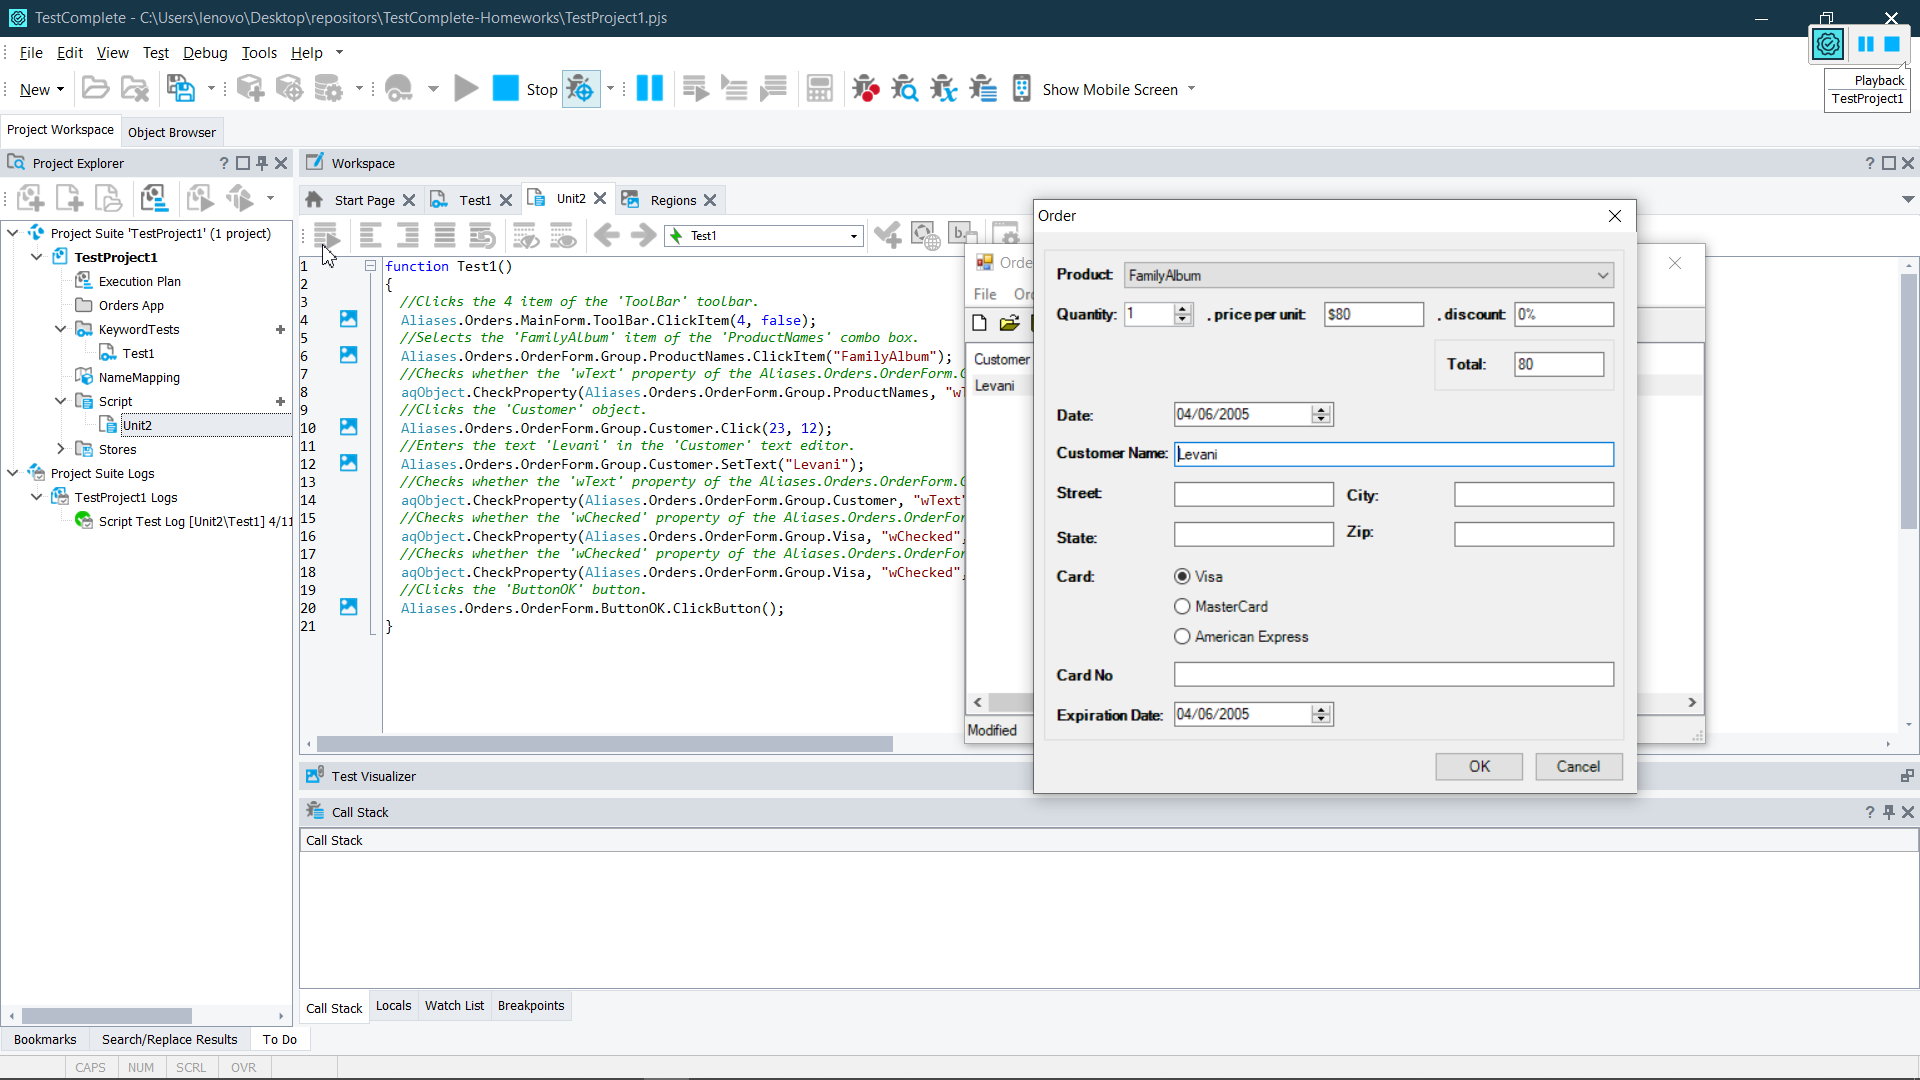 TestComplete - C:\Users\lenovo\Desktop\repositors\TestComplete-Homeworks\TestProject1.pjs
File Edit View Test Debug Tools Help
New Stop Show Mobile Screen
Playback
TestProject1
Project Workspace Object Browser
Project Explorer
Workspace
Start Page Test1 Unit2 Regions
Test1
Project Suite 'TestProject1' (1 project)
TestProject1
Execution Plan
Orders App
KeywordTests
Test1
NameMapping
Script
Unit2
Stores
Project Suite Logs
TestProject1 Logs
Script Test Log [Unit2\Test1] 4/11
1 function Test1()
2 {
3 //Clicks the 4 item of the 'ToolBar' toolbar.
4 Aliases.Orders.MainForm.ToolBar.ClickItem(4, false);
5 //Selects the 'FamilyAlbum' item of the 'ProductNames' combo box.
6 Aliases.Orders.OrderForm.Group.ProductNames.ClickItem("FamilyAlbum");
7 //Checks whether the 'wText' property of the Aliases.Orders.OrderForm.G
8 aqObject.CheckProperty(Aliases.Orders.OrderForm.Group.ProductNames, "wT
9 //Clicks the 'Customer' object.
10 Aliases.Orders.OrderForm.Group.Customer.Click(23, 12);
11 //Enters the text 'Levani' in the 'Customer' text editor.
12 Aliases.Orders.OrderForm.Group.Customer.SetText("Levani");
13 //Checks whether the 'wText' property of the Aliases.Orders.OrderForm.G
14 aqObject.CheckProperty(Aliases.Orders.OrderForm.Group.Customer, "wText"
15 //Checks whether the 'wChecked' property of the Aliases.Orders.OrderFor
16 aqObject.CheckProperty(Aliases.Orders.OrderForm.Group.Visa, "wChecked",
17 //Checks whether the 'wChecked' property of the Aliases.Orders.OrderFor
18 aqObject.CheckProperty(Aliases.Orders.OrderForm.Group.Visa, "wChecked",
19 //Clicks the 'ButtonOK' button.
20 Aliases.Orders.OrderForm.ButtonOK.ClickButton();
21 }
Orde
File Or
Customer
Levani
Modified
Order
Product: FamilyAlbum
Quantity: 1 . price per unit: $80 . discount: 0%
Total: 80
Date: 04/06/2005
Customer Name: Levani
Street: City:
State: Zip:
Card: Visa
MasterCard
American Express
Card No
Expiration Date: 04/06/2005
OK Cancel
Test Visualizer
Call Stack
Call Stack
Call Stack Locals Watch List Breakpoints
Bookmarks Search/Replace Results To Do
CAPS NUM SCRL OVR